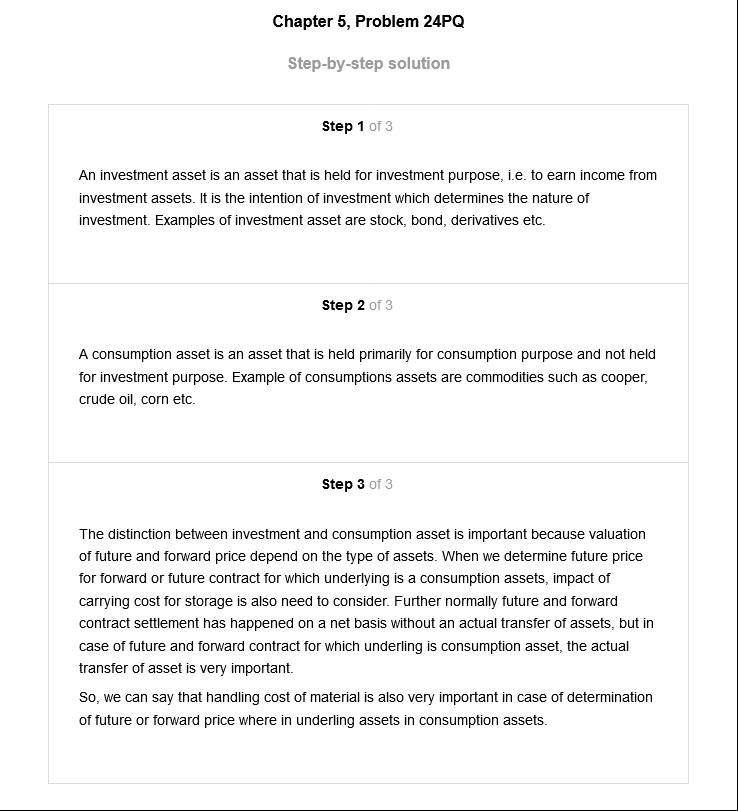 Chapter 5, Problem 24PQ
Step-by-step solution
Step 1 of 3
An investment asset is an asset that is held for investment purpose, i.e. to earn income from
investment assets. It is the intention of investment which determines the nature of
investment. Examples of investment asset are stock, bond, derivatives etc.
Step 2 of 3
A consumption asset is an asset that is held primarily for consumption purpose and not held
for investment purpose. Example of consumptions assets are commodities such as cooper,
crude oil, corn etc.
Step 3 of 3
The distinction between investment and consumption asset is important because valuation
of future and forward price depend on the type of assets. When we determine future price
for forward or future contract for which underlying is a consumption assets, impact of
carrying cost for storage is also need to consider. Further normally future and forward
contract settlement has happened on a net basis without an actual transfer of assets, but in
case of future and forward contract for which underling is consumption asset, the actual
transfer of asset is very important.
So, we can say that handling cost of material is also very important in case of determination
of future or forward price where in underling assets in consumption assets.